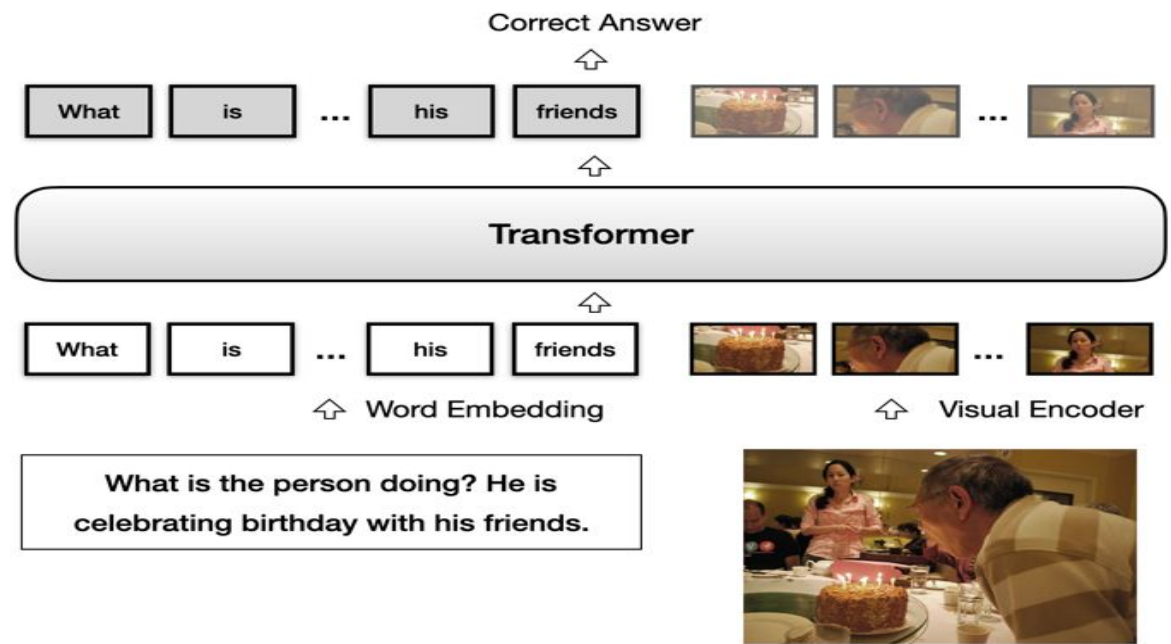 Correct Answer
What is ... his friends ...
Transformer
What is ... his friends ...
Word Embedding Visual Encoder
What is the person doing? He is
celebrating birthday with his friends.